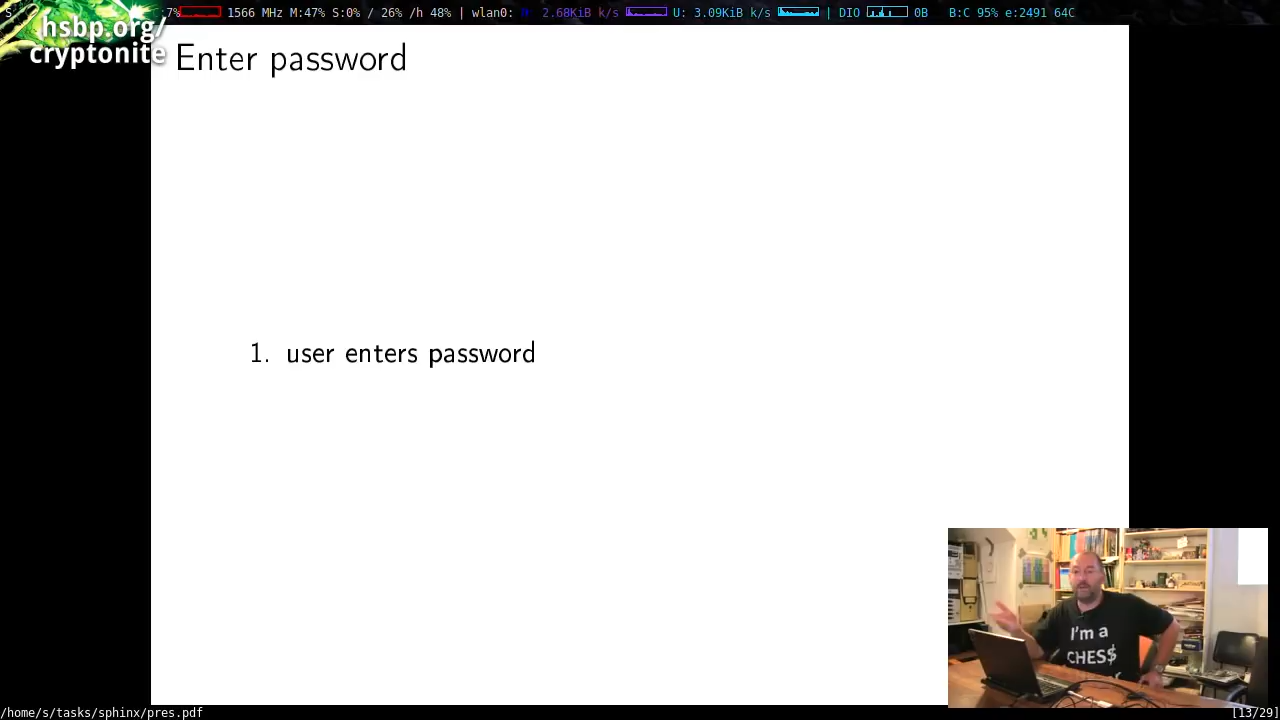 7% 1566 MHz M:47% S:0% / 26% /h 48% | wlan0: 2.68KiB k/s U: 3.09KiB k/s | DIO 0B B:C 95% e:2491 64C
hsbp.org/
cryptonite
Enter password
1. user enters password
I'm a
CHES$
/home/s/tasks/sphinx/pres.pdf
[13/29]